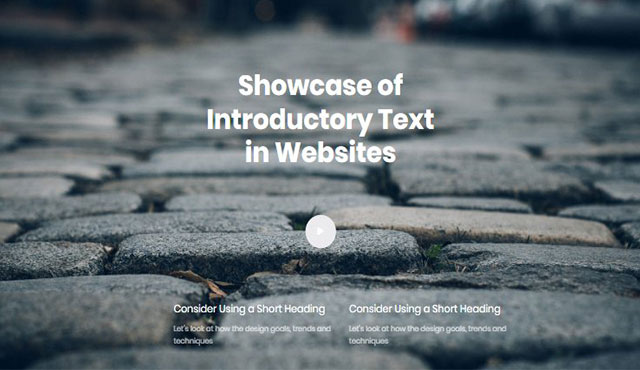 Showcase of
Introductory Text
in Websites
Consider Using a Short Heading
Let's look at how the design goals, trends and
techniques
Consider Using a Short Heading
Let's look at how the design goals, trends and
techniques